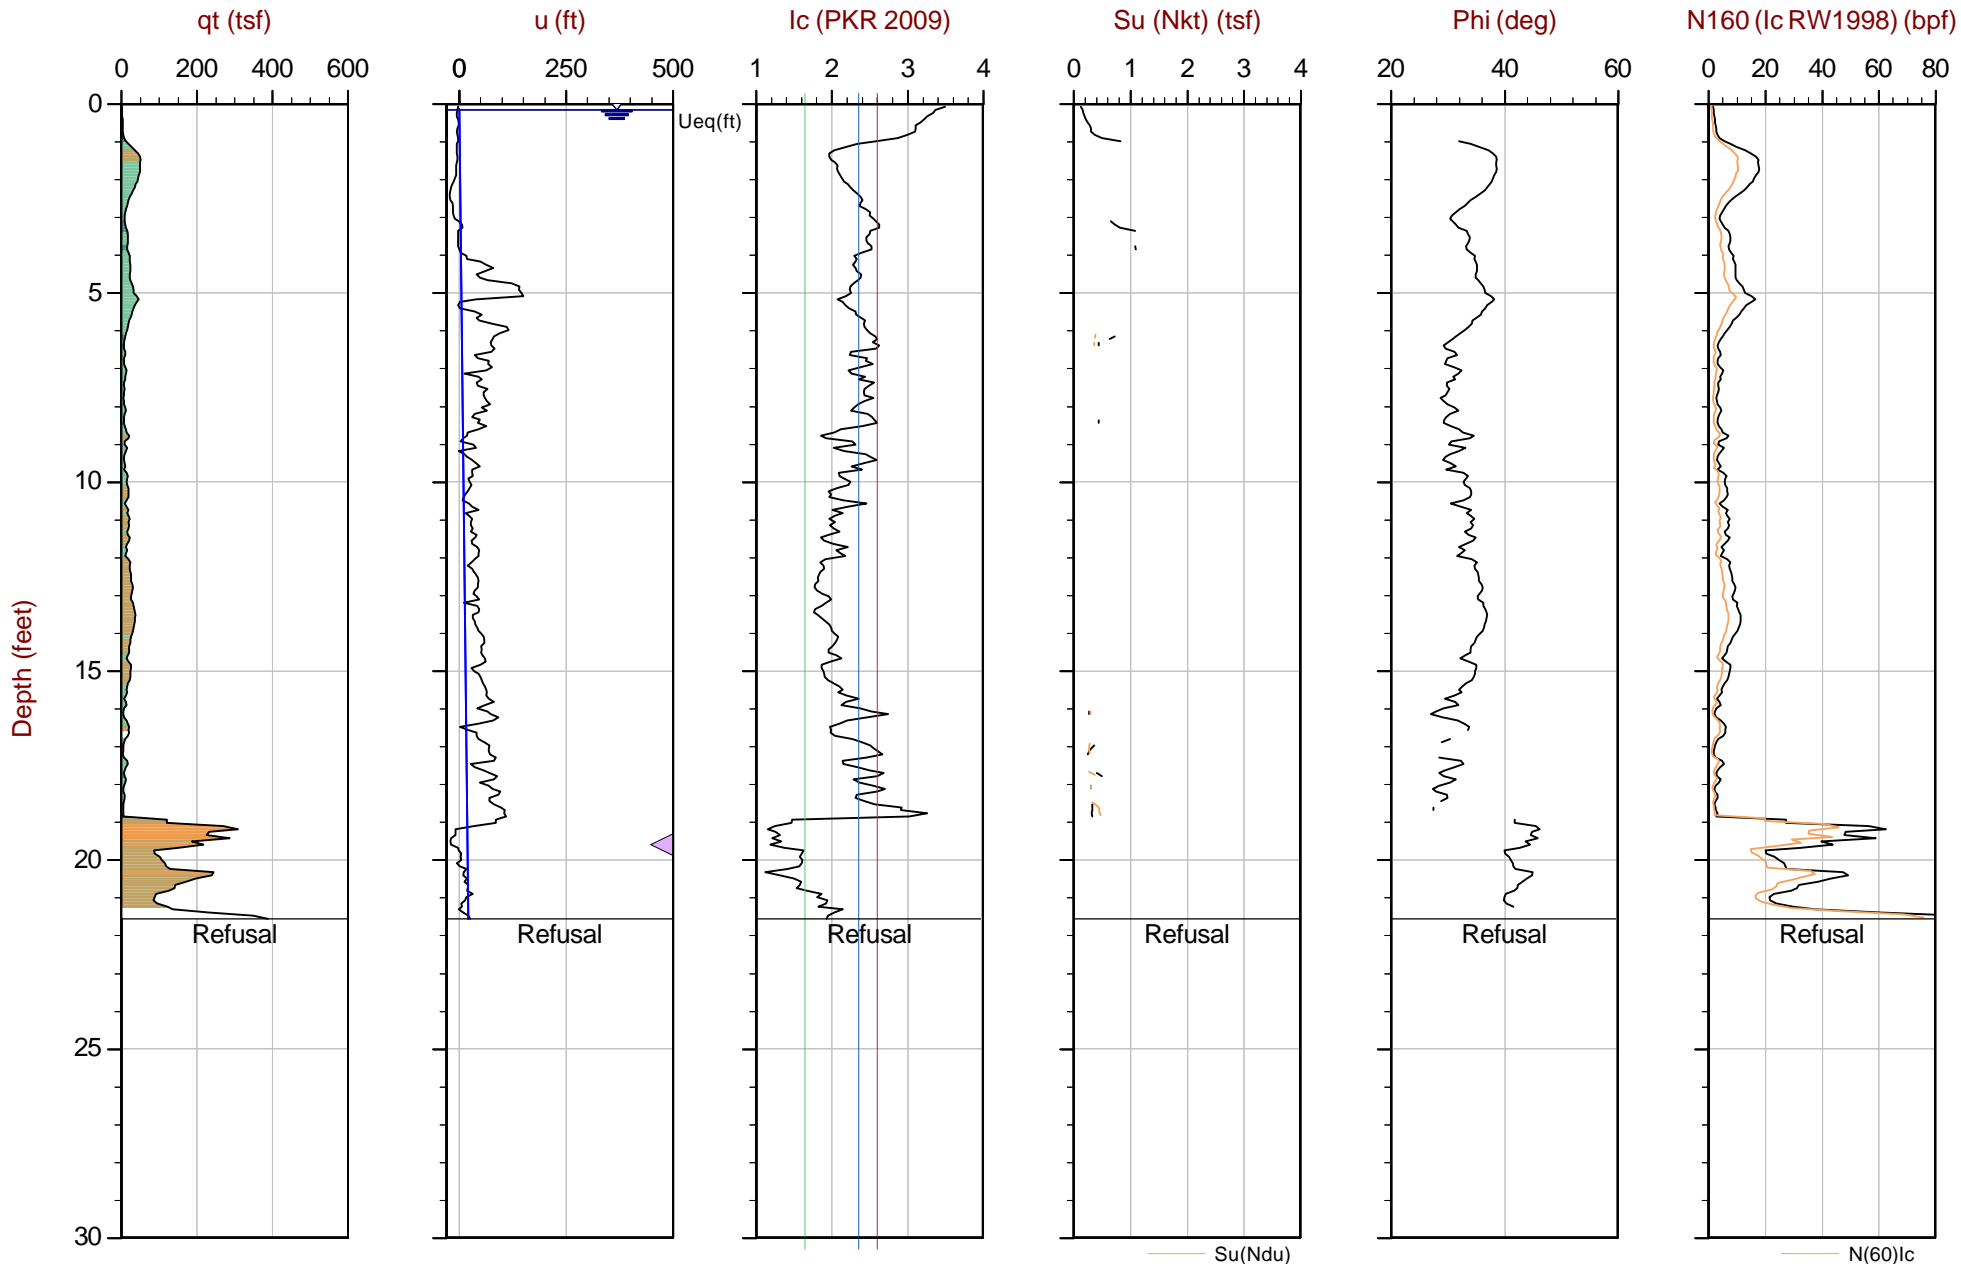 qt (tsf) u (ft) Ic (PKR 2009) Su (Nkt) (tsf) Phi (deg) N160 (Ic RW1998) (bpf)
0 200 400 600 0 250 500 1 2 3 4 0 1 2 3 4 20 40 60 0 20 40 60 80
0
Ueq(ft)
5
10
15
Depth (feet)
20
Refusal Refusal Refusal Refusal Refusal Refusal
25
30
Su(Ndu) N(60)Ic